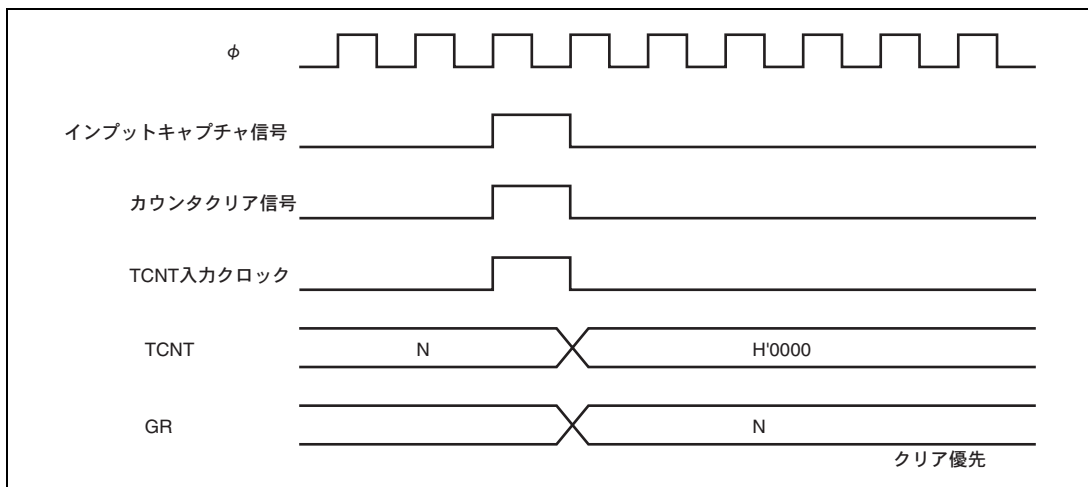 φ
インプットキャプチャ信号
カウンタクリア信号
TCNT入力クロック
TCNT N H'0000
GR N
クリア優先